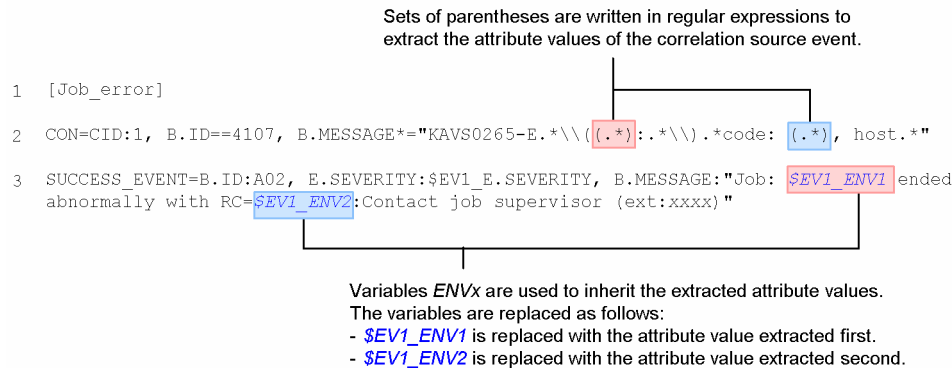 Sets of parentheses are written in regular expressions to
extract the attribute values of the correlation source event.
1 [Job_error]
2 CON=CID:1, B.ID==4107, B.MESSAGE*="KAVS0265-E.*\\((.*):.*\\).*code: (.*), host.*"
3 SUCCESS_EVENT=B.ID:A02, E.SEVERITY:$EV1_E.SEVERITY, B.MESSAGE:"Job: $EV1_ENV1 ended
abnormally with RC=$EV1_ENV2:Contact job supervisor (ext:xxxx)"
Variables ENVx are used to inherit the extracted attribute values.
The variables are replaced as follows:
- $EV1_ENV1 is replaced with the attribute value extracted first.
- $EV1_ENV2 is replaced with the attribute value extracted second.